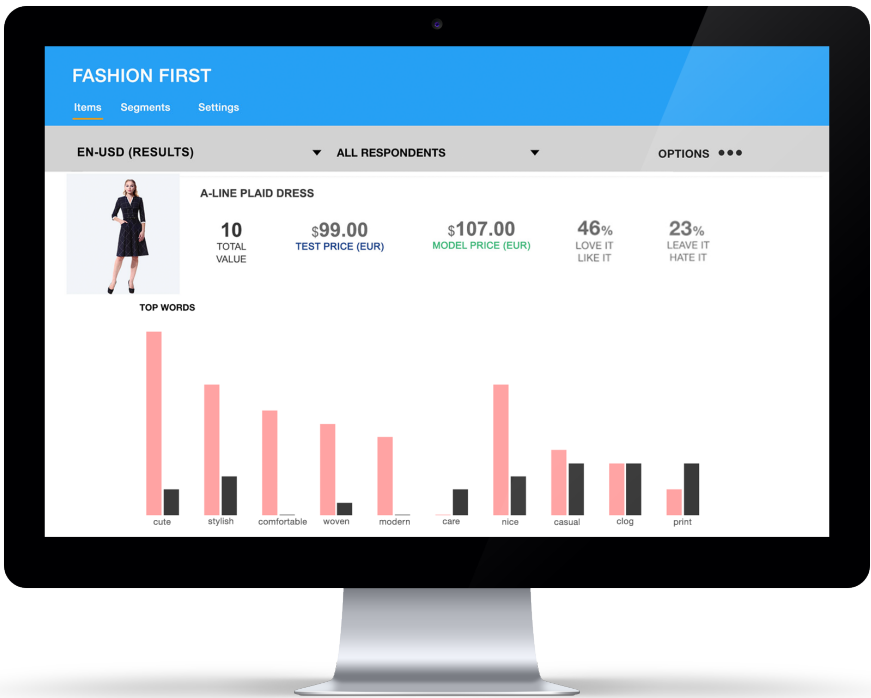 FASHION FIRST
Items Segments Settings
EN-USD (RESULTS) ALL RESPONDENTS OPTIONS
A-LINE PLAID DRESS
10 $99.00 $107.00 46% 23%
TOTAL TEST PRICE (EUR) MODEL PRICE (EUR) LOVE IT LEAVE IT
VALUE LIKE IT HATE IT
TOP WORDS
cute stylish comfortable woven modern care nice casual clog print